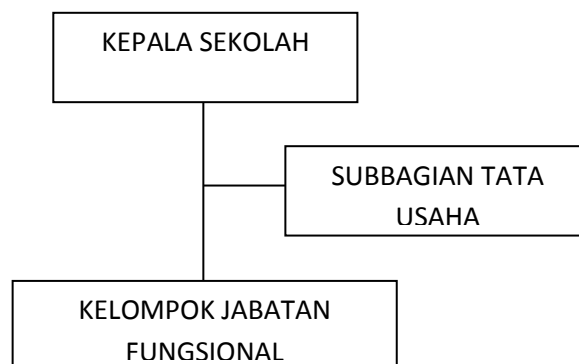 KEPALA SEKOLAH
SUBBAGIAN TATA
USAHA
KELOMPOK JABATAN
FUNGSIONAL